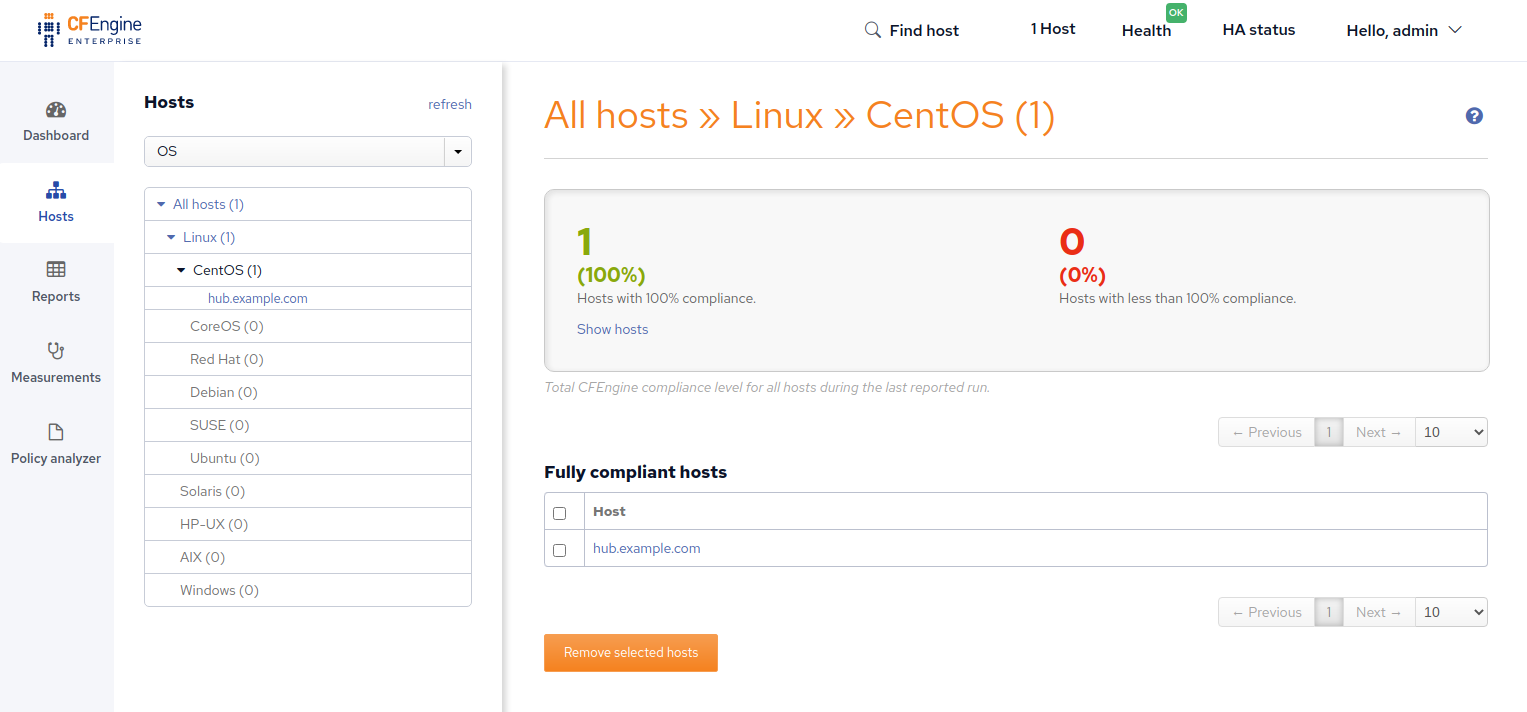 CFEngine
ENTERPRISE
Find host
1 Host
Health
OK
HA status
Hello, admin
Dashboard
Hosts
Reports
Measurements
Policy analyzer
Hosts
refresh
OS
All hosts (1)
Linux (1)
CentOS (1)
hub.example.com
CoreOS (0)
Red Hat (0)
Debian (0)
SUSE (0)
Ubuntu (0)
Solaris (0)
HP-UX (0)
AIX (0)
Windows (0)
All hosts » Linux » CentOS (1)
?
1
(100%)
Hosts with 100% compliance.
Show hosts
0
(0%)
Hosts with less than 100% compliance.
Total CFEngine compliance level for all hosts during the last reported run.
← Previous 1 Next → 10
Fully compliant hosts
Host
hub.example.com
← Previous 1 Next → 10
Remove selected hosts